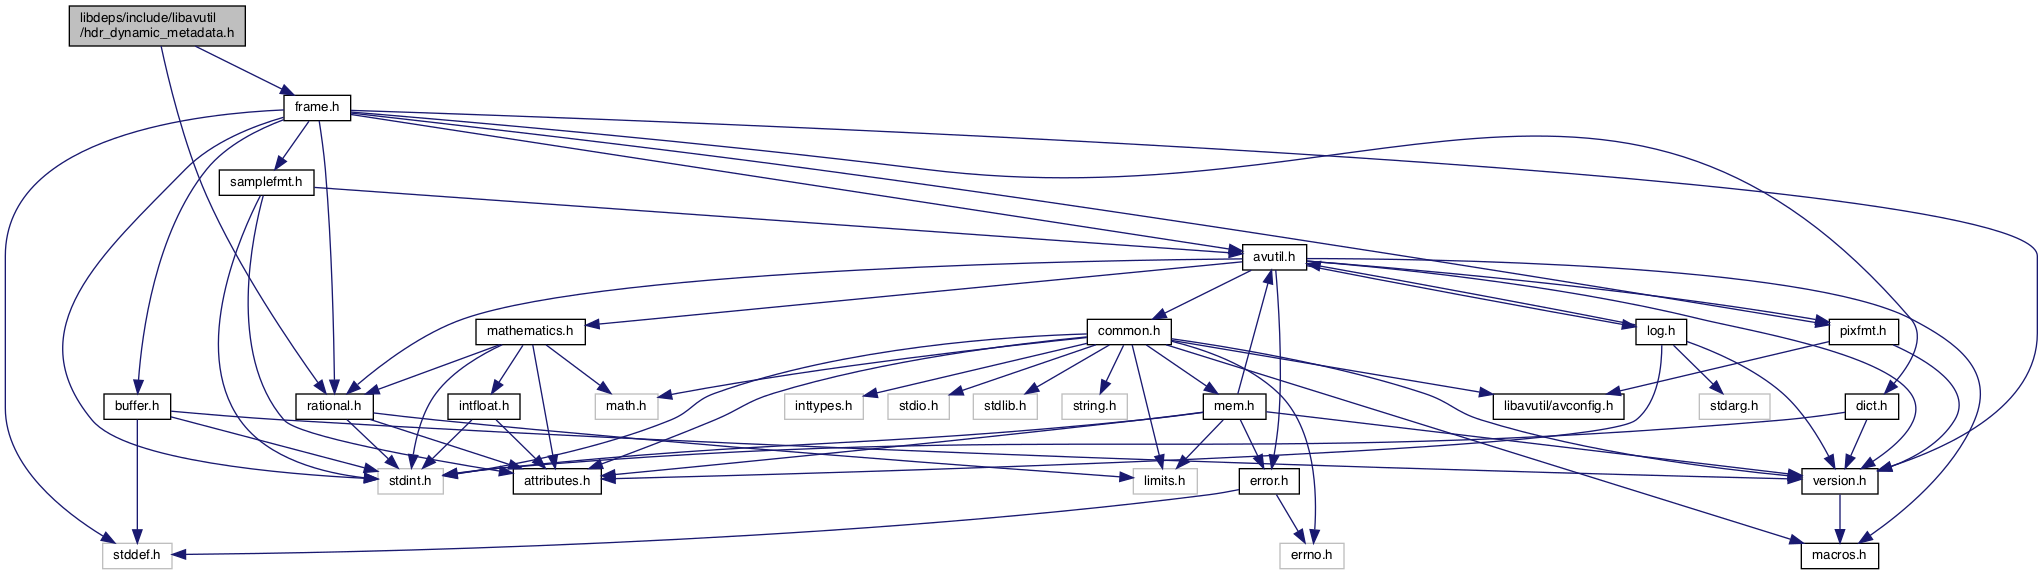 libdeps/include/libavutil
/hdr_dynamic_metadata.h
frame.h
samplefmt.h
avutil.h
mathematics.h
common.h
log.h
pixfmt.h
buffer.h
rational.h
intfloat.h
math.h
inttypes.h
stdio.h
stdlib.h
string.h
mem.h
libavutil/avconfig.h
stdarg.h
dict.h
stdint.h
attributes.h
limits.h
error.h
version.h
stddef.h
errno.h
macros.h